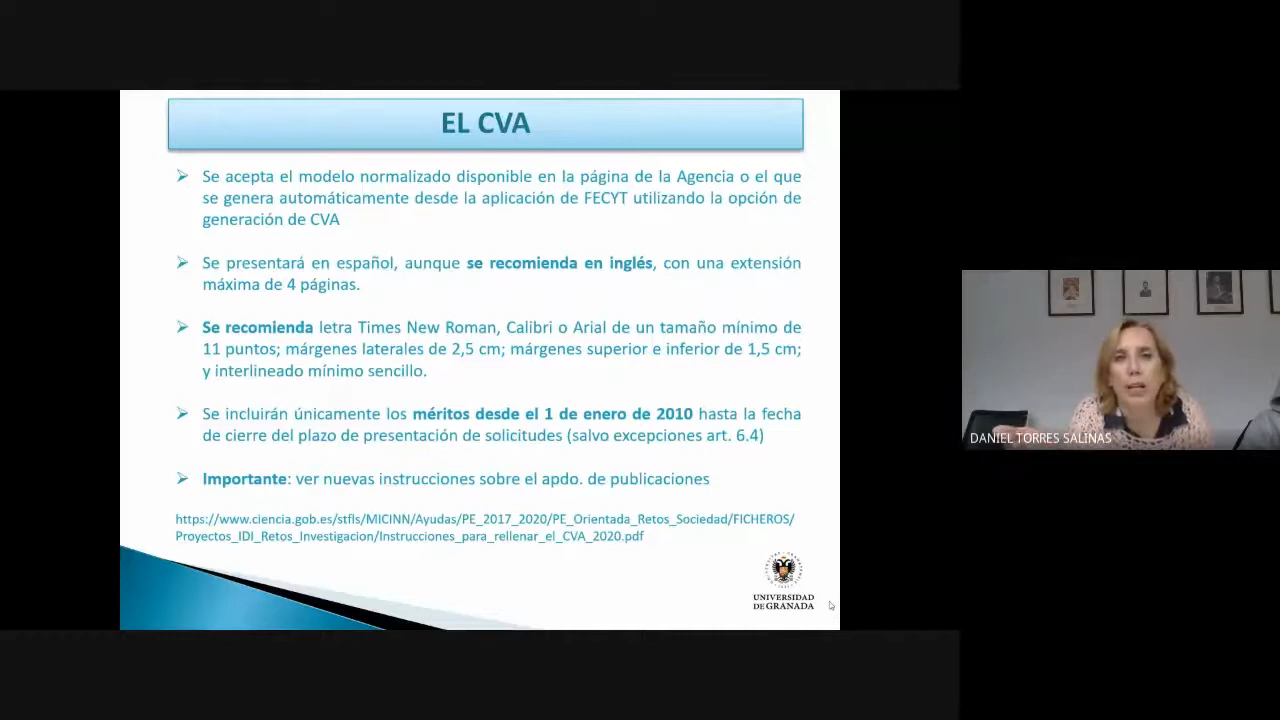 EL CVA
Se acepta el modelo normalizado disponible en la página de la Agencia o el que
se genera automáticamente desde la aplicación de FECYT utilizando la opción de
generación de CVA
Se presentará en español, aunque se recomienda en inglés, con una extensión
máxima de 4 páginas.
Se recomienda letra Times New Roman, Calibri o Arial de un tamaño mínimo de
11 puntos; márgenes laterales de 2,5 cm; márgenes superior e inferior de 1,5 cm;
y interlineado mínimo sencillo.
Se incluirán únicamente los méritos desde el 1 de enero de 2010 hasta la fecha
de cierre del plazo de presentación de solicitudes (salvo excepciones art. 6.4)
Importante: ver nuevas instrucciones sobre el apdo. de publicaciones
https://www.ciencia.gob.es/stfls/MICINN/Ayudas/PE_2017_2020/PE_Orientada_Retos_Sociedad/FICHEROS/
Proyectos_IDI_Retos_Investigacion/Instrucciones_para_rellenar_el_CVA_2020.pdf
UNIVERSIDAD
DE GRANADA
DANIEL TORRES SALINAS